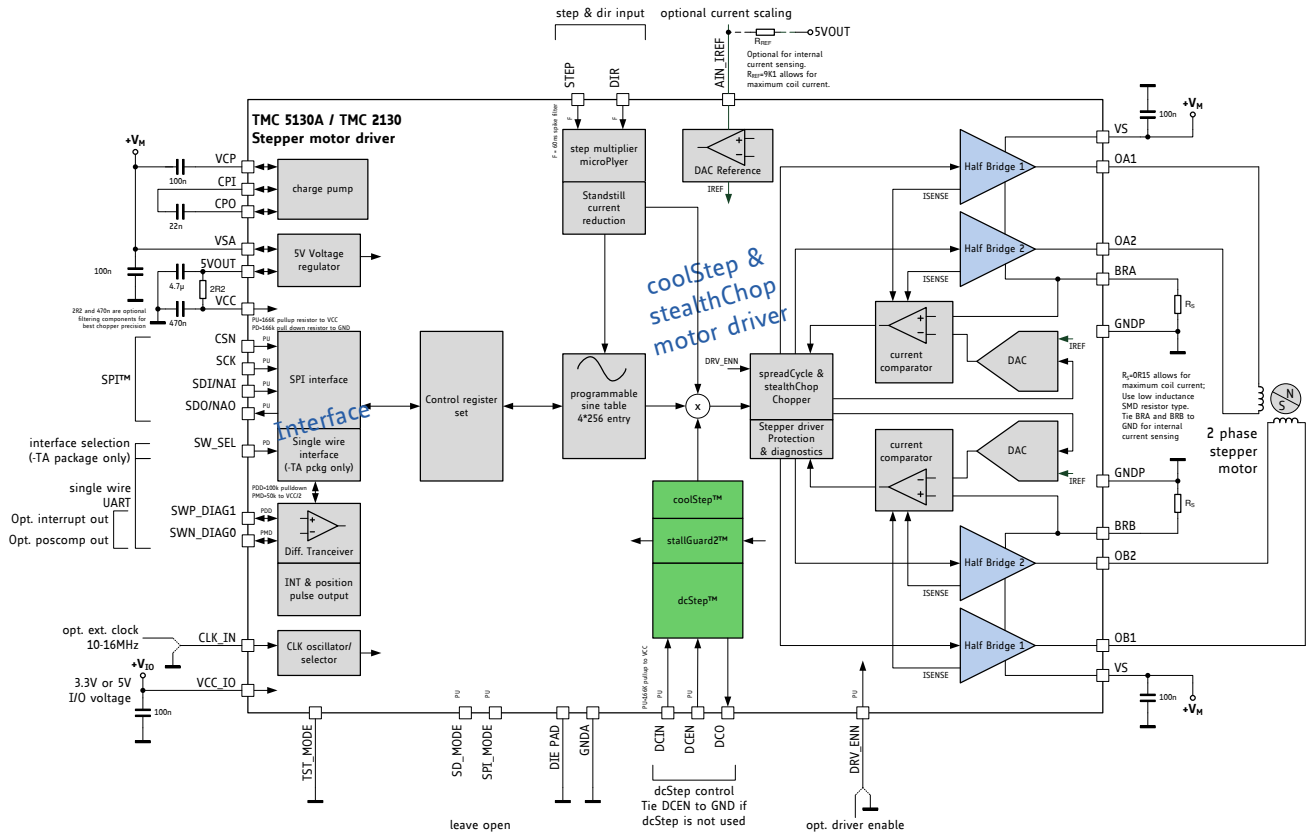 step & dir input
optional current scaling
5VOUT
RREF
Optional for internal
current sensing.
RREF=9K1 allows for
maximum coil current.
STEP
DIR
AIN_IREF
TMC 5130A / TMC 2130
Stepper motor driver
F = 60ns spike filter
F
F
step multiplier
microPlyer
Standstill
current
reduction
DAC Reference
IREF
+VM
VCP
100n
CPI
CPO
22n
charge pump
VSA
5VOUT
100n
4.7µ
2R2
VCC
470n
5V Voltage
regulator
2R2 and 470n are optional
filtering components for
best chopper precision
PU=166K pullup resistor to VCC
PD=166k pull down resistor to GND
SPI™
CSN
PU
SCK
PU
SDI/NAI
PU
SDO/NAO
PU
SPI interface
Interface
interface selection
(-TA package only)
SW_SEL
PD
Single wire
interface
(-TA pckg only)
single wire
UART
PDD=100k pulldown
PMD=50k to VCC/2
Opt. interrupt out
SWP_DIAG1
PDD
Opt. poscomp out
SWN_DIAG0
PMD
Diff. Tranceiver
INT & position
pulse output
opt. ext. clock
10-16MHz
CLK_IN
CLK oscillator/
selector
+VIO
3.3V or 5V
I/O voltage
VCC_IO
100n
Control register
set
programmable
sine table
4*256 entry
x
coolStep &
stealthChop
motor driver
DRV_ENN
spreadCycle &
stealthChop
Chopper
Stepper driver
Protection
& diagnostics
coolStep™
stallGuard2™
dcStep™
Half Bridge 1
ISENSE
Half Bridge 2
ISENSE
current
comparator
DAC
IREF
current
comparator
DAC
IREF
Half Bridge 2
ISENSE
Half Bridge 1
ISENSE
100n
+VM
VS
OA1
OA2
BRA
RS
GNDP
RS=0R15 allows for
maximum coil current;
Use low inductance
SMD resistor type.
Tie BRA and BRB to
GND for internal
current sensing
N
S
2 phase
stepper
motor
GNDP
RS
BRB
OB2
OB1
VS
100n
+VM
PU
PU
PU=166K pullup to VCC
PU
PU
PU
TST_MODE
SD_MODE
SPI_MODE
DIE PAD
GNDA
DCIN
DCEN
DCO
DRV_ENN
leave open
dcStep control
Tie DCEN to GND if
dcStep is not used
opt. driver enable